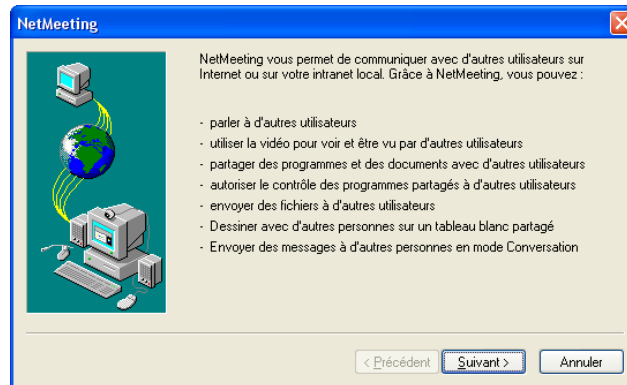 NetMeeting
NetMeeting vous permet de communiquer avec d'autres utilisateurs sur
Internet ou sur votre intranet local. Grâce à NetMeeting, vous pouvez :
- parler à d'autres utilisateurs
- utiliser la vidéo pour voir et être vu par d'autres utilisateurs
- partager des programmes et des documents avec d'autres utilisateurs
- autoriser le contrôle des programmes partagés à d'autres utilisateurs
- envoyer des fichiers à d'autres utilisateurs
- Dessiner avec d'autres personnes sur un tableau blanc partagé
- Envoyer des messages à d'autres personnes en mode Conversation
< Précédent Suivant > Annuler